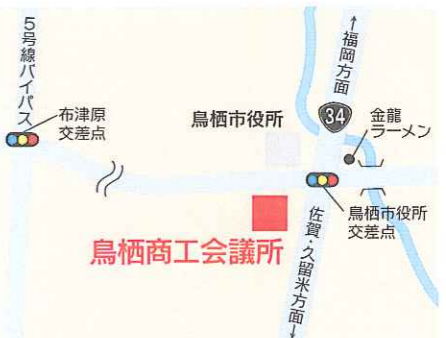 5号線バイパス
布津原
交差点
鳥栖市役所
↑福岡方面
34
金龍
ラーメン
鳥栖市役所
交差点
鳥栖商工会議所
佐賀・久留米方面→